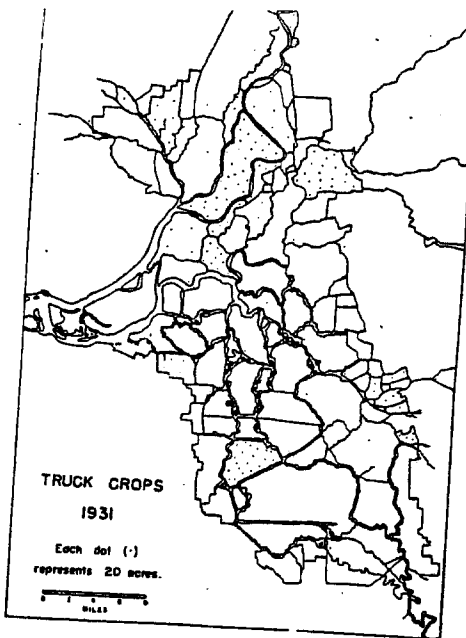 TRUCK CROPS
1931
Each dot (·)
represents 20 acres.
MILES